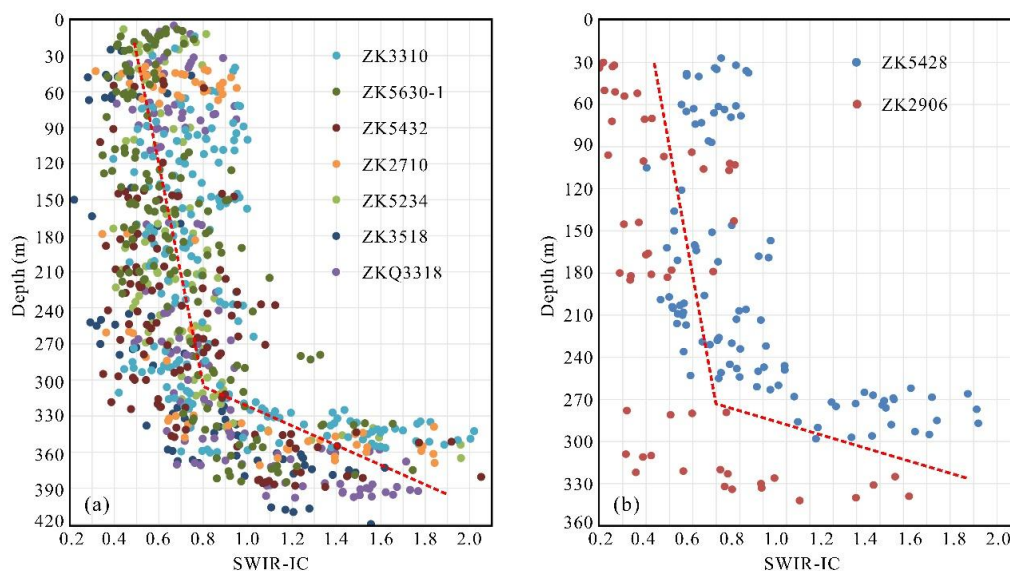 0
30
60
90
120
150
180
210
240
270
300
330
360
390
420
Depth (m)
0.2 0.4 0.6 0.8 1.0 1.2 1.4 1.6 1.8 2.0
SWIR-IC
(a)
ZK3310
ZK5630-1
ZK5432
ZK2710
ZK5234
ZK3518
ZKQ3318
0
30
60
90
120
150
180
210
240
270
300
330
360
Depth (m)
0.2 0.4 0.6 0.8 1.0 1.2 1.4 1.6 1.8 2.0
SWIR-IC
(b)
ZK5428
ZK2906